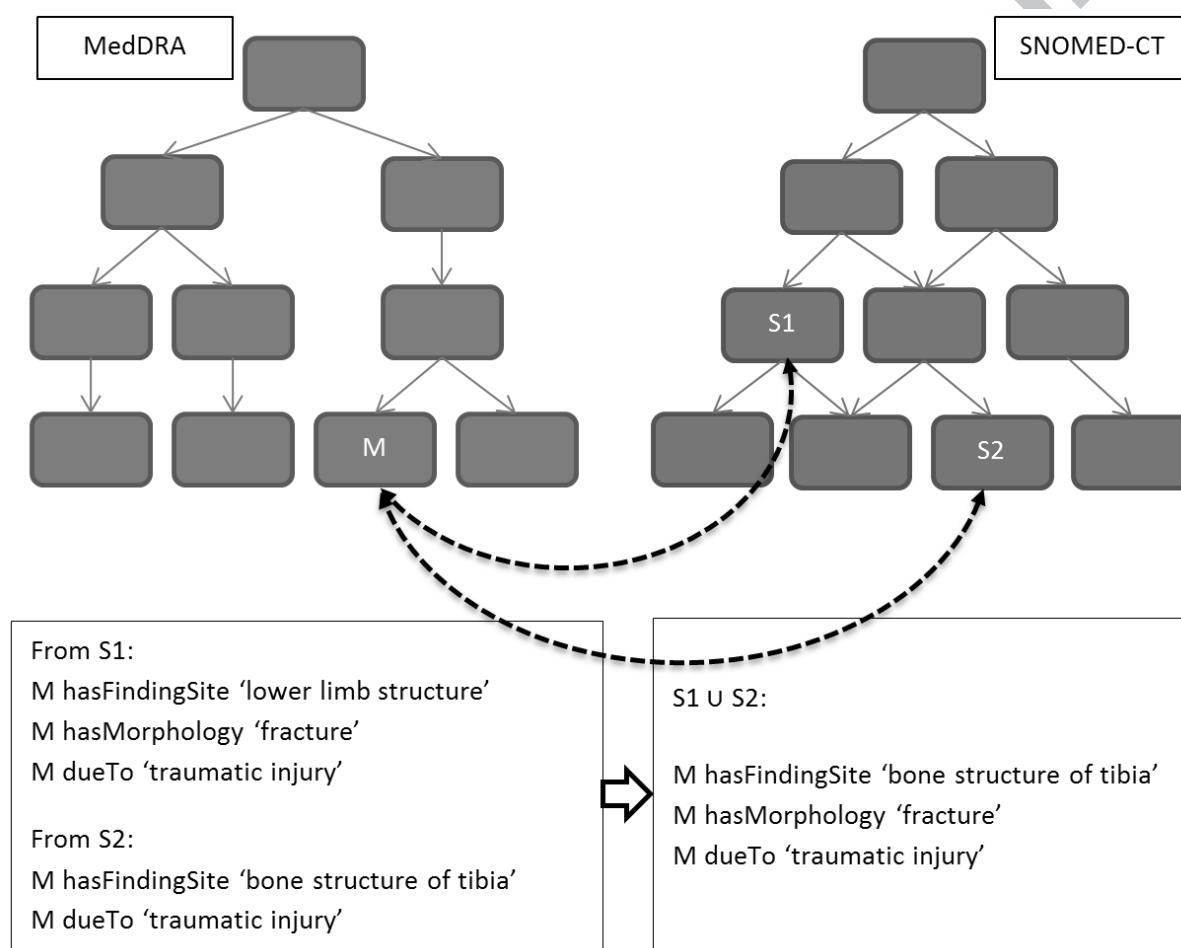 MedDRA
SNOMED-CT
S1
M
S2
From S1:
M hasFindingSite ‘lower limb structure’
M hasMorphology ‘fracture’
M dueTo ‘traumatic injury’
From S2:
M hasFindingSite ‘bone structure of tibia’
M dueTo ‘traumatic injury’
S1 ∪ S2:
M hasFindingSite ‘bone structure of tibia’
M hasMorphology ‘fracture’
M dueTo ‘traumatic injury’